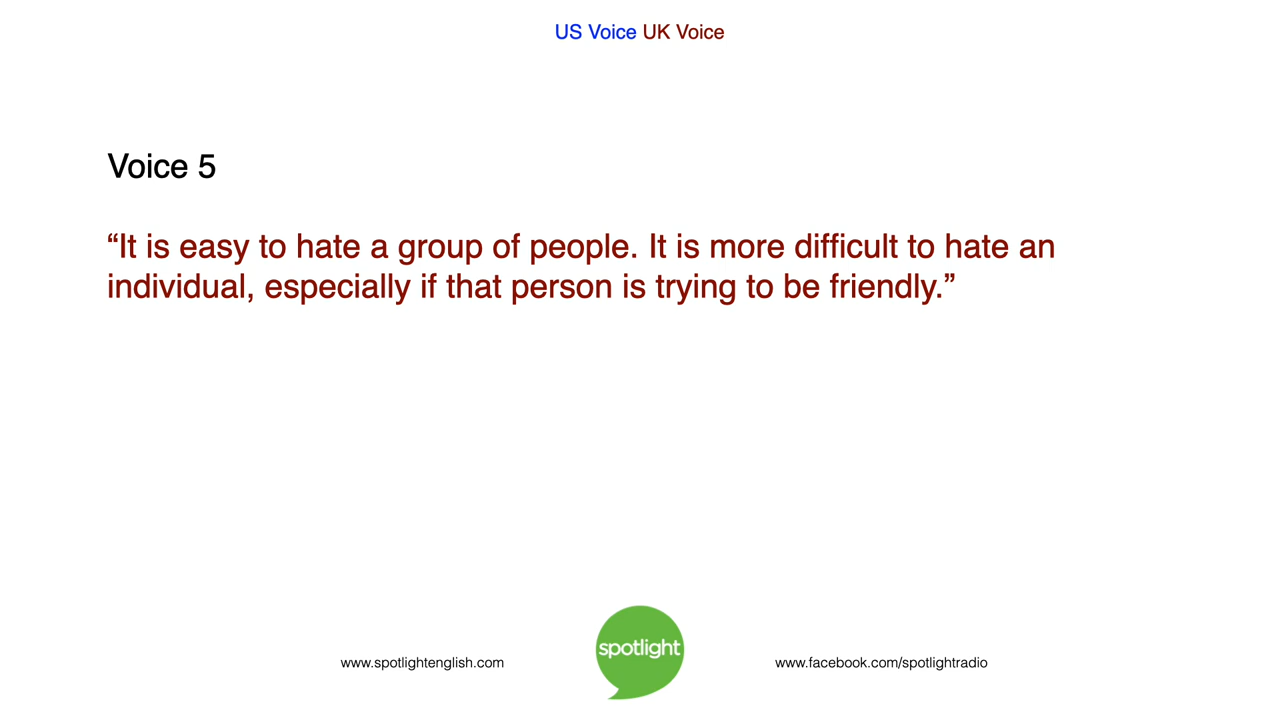 US Voice UK Voice
Voice 5
“It is easy to hate a group of people. It is more difficult to hate an
individual, especially if that person is trying to be friendly.”
www.spotlightenglish.com
spotlight
www.facebook.com/spotlightradio